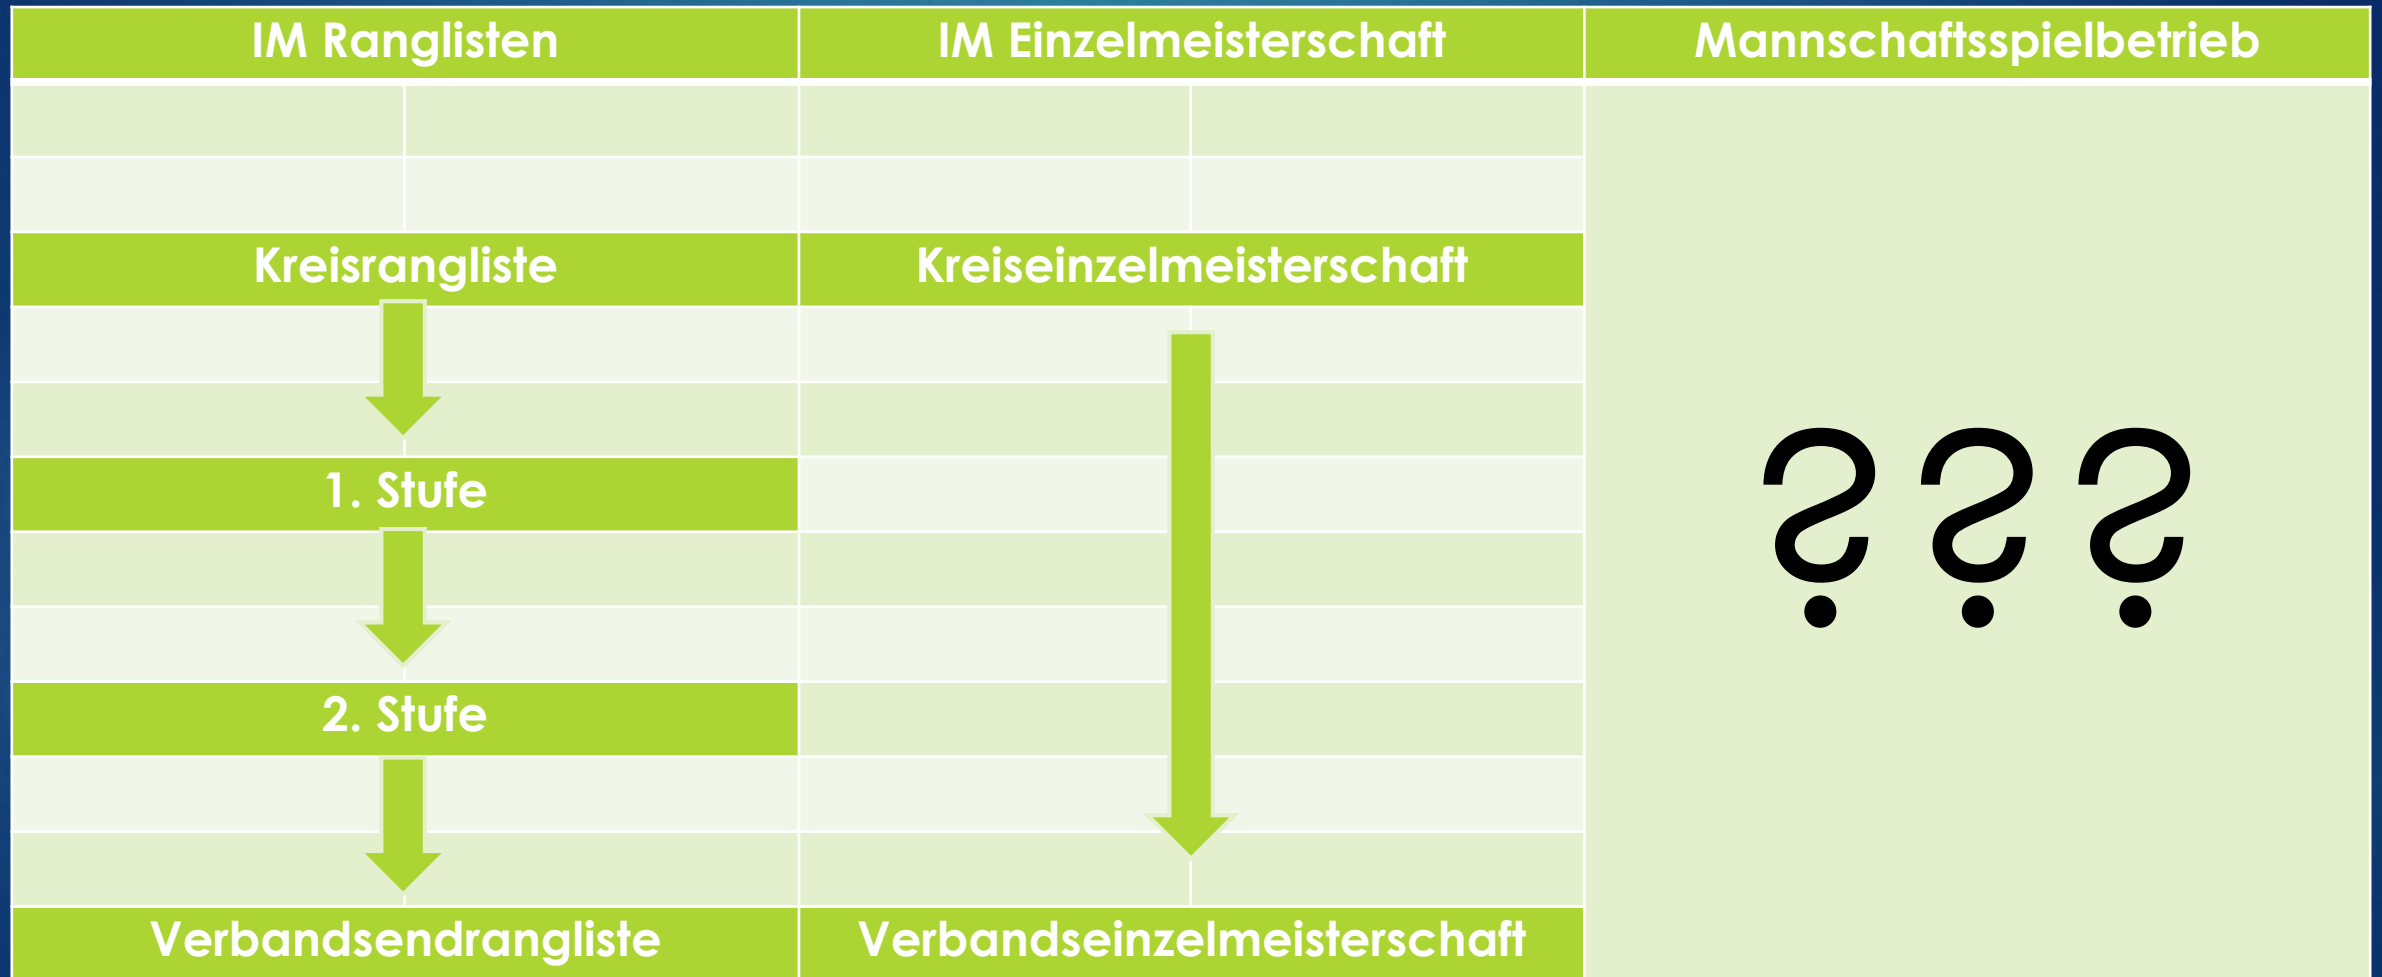 IM Ranglisten
IM Einzelmeisterschaft
Mannschaftsspielbetrieb
Kreisrangliste
Kreiseinzelmeisterschaft
1. Stufe
???
2. Stufe
Verbandsendrangliste
Verbandseinzelmeisterschaft